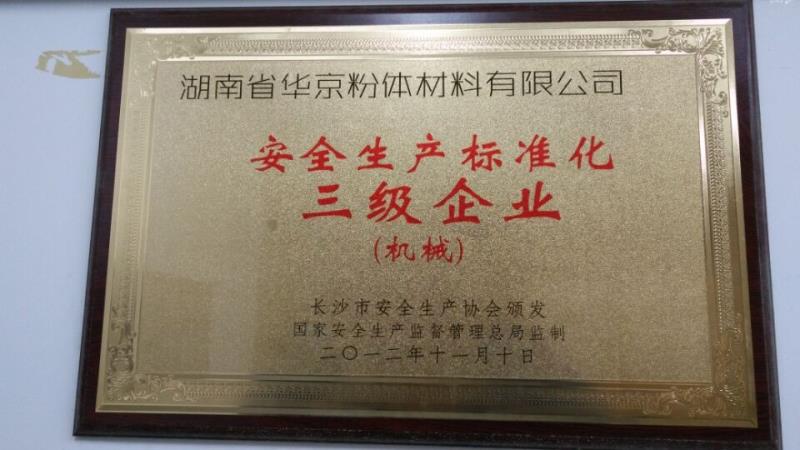 湖南省华京粉体材料有限公司
安全生产标准化
三级企业
(机械)
长沙市安全生产协会颁发
国家安全生产监督管理总局监制
二〇一二年十一月十日